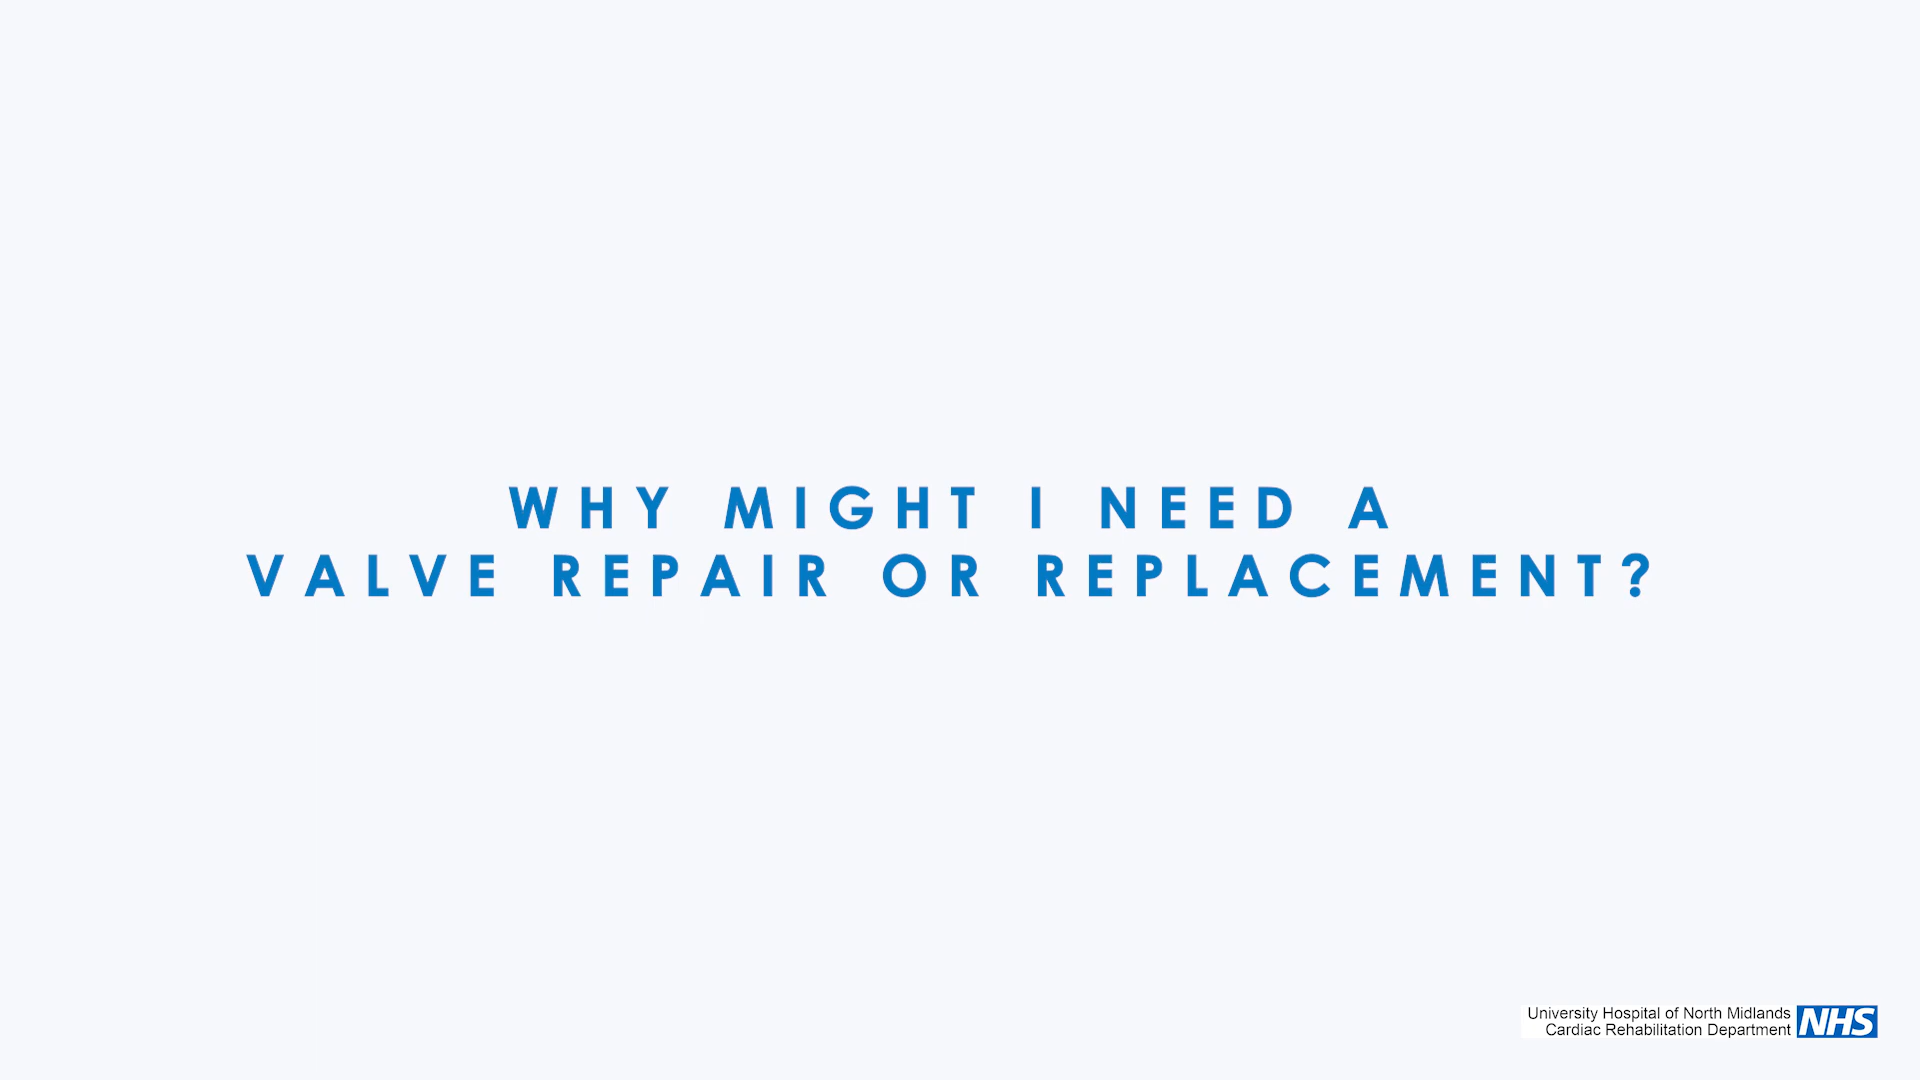 WHY MIGHT I NEED A
VALVE REPAIR OR REPLACEMENT?
University Hospital of North Midlands
Cardiac Rehabilitation Department
NHS